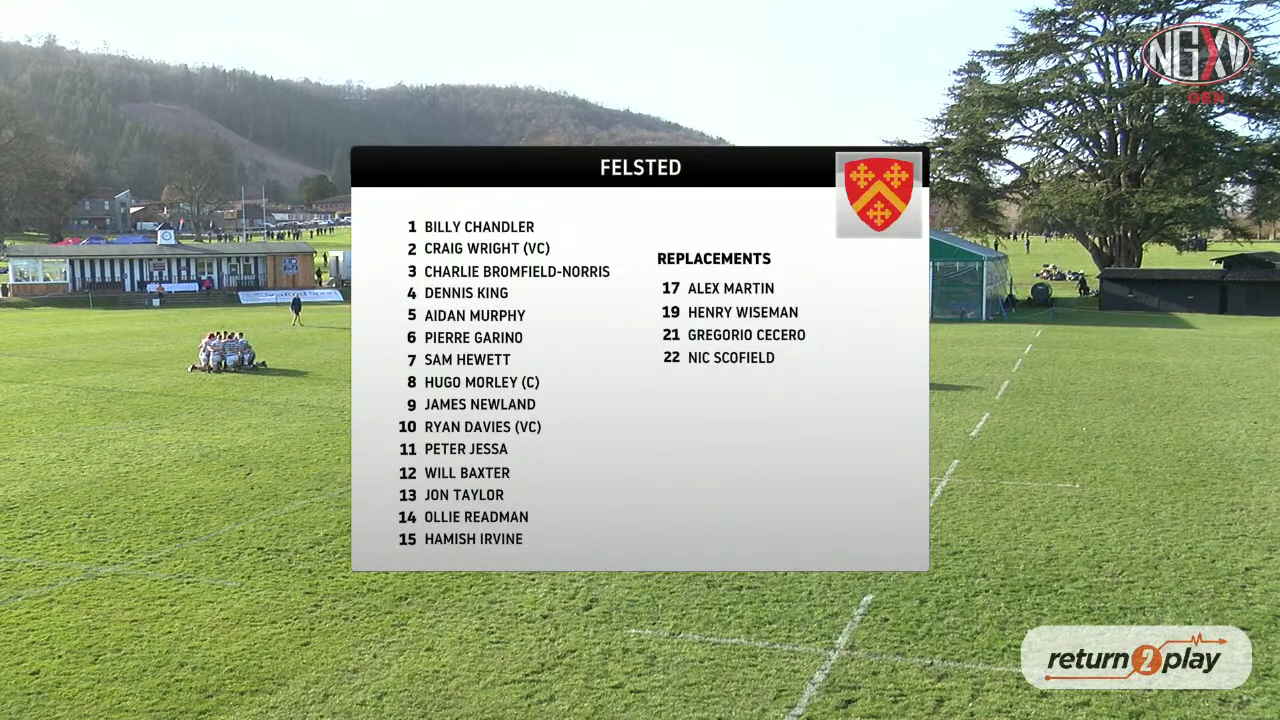 NGXV
GEN
FELSTED
1 BILLY CHANDLER
2 CRAIG WRIGHT (VC)
3 CHARLIE BROMFIELD-NORRIS
4 DENNIS KING
5 AIDAN MURPHY
6 PIERRE GARINO
7 SAM HEWETT
8 HUGO MORLEY (C)
9 JAMES NEWLAND
10 RYAN DAVIES (VC)
11 PETER JESSA
12 WILL BAXTER
13 JON TAYLOR
14 OLLIE READMAN
15 HAMISH IRVINE
REPLACEMENTS
17 ALEX MARTIN
19 HENRY WISEMAN
21 GREGORIO CECERO
22 NIC SCOFIELD
return2play